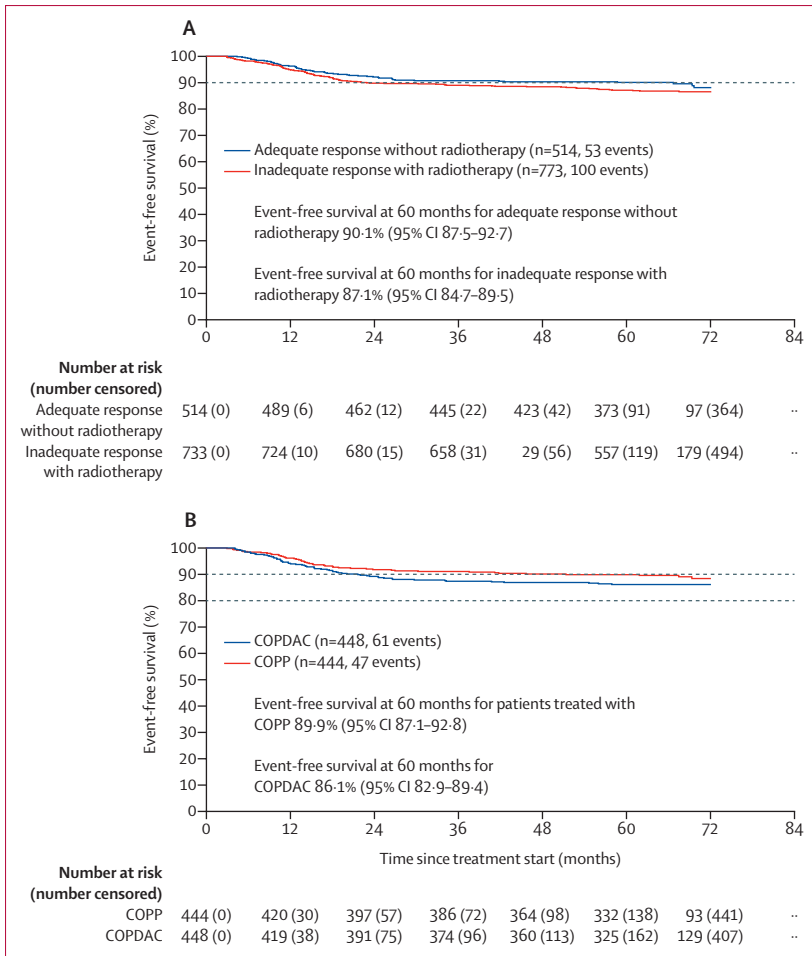 A
100
90
80
70
60
50
40
30
20
10
0
Event-free survival (%)
Adequate response without radiotherapy (n=514, 53 events)
Inadequate response with radiotherapy (n=773, 100 events)
Event-free survival at 60 months for adequate response without
radiotherapy 90·1% (95% CI 87·5–92·7)
Event-free survival at 60 months for inadequate response with
radiotherapy 87·1% (95% CI 84·7–89·5)
0 12 24 36 48 60 72 84
Number at risk
(number censored)
Adequate response
without radiotherapy
514 (0) 489 (6) 462 (12) 445 (22) 423 (42) 373 (91) 97 (364) ··
Inadequate response
with radiotherapy
733 (0) 724 (10) 680 (15) 658 (31) 29 (56) 557 (119) 179 (494) ··
B
100
90
80
70
60
50
40
30
20
10
0
Event-free survival (%)
COPDAC (n=448, 61 events)
COPP (n=444, 47 events)
Event-free survival at 60 months for patients treated with
COPP 89·9% (95% CI 87·1–92·8)
Event-free survival at 60 months for
COPDAC 86·1% (95% CI 82·9–89·4)
0 12 24 36 48 60 72 84
Time since treatment start (months)
Number at risk
(number censored)
COPP 444 (0) 420 (30) 397 (57) 386 (72) 364 (98) 332 (138) 93 (441) ··
COPDAC 448 (0) 419 (38) 391 (75) 374 (96) 360 (113) 325 (162) 129 (407) ··